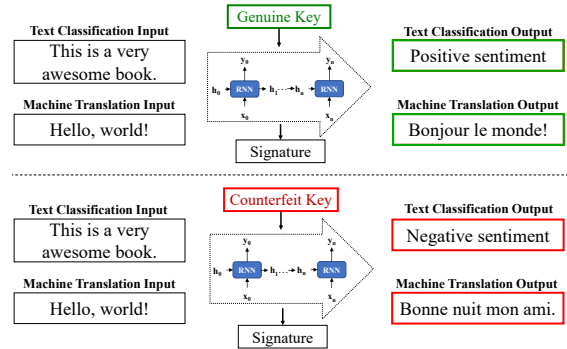 Genuine Key
Text Classification Input
This is a very
awesome book.
Machine Translation Input
Hello, world!
y0 yn
h0 RNN h1 ... hn RNN
x0 xn
Signature
Text Classification Output
Positive sentiment
Machine Translation Output
Bonjour le monde!
Counterfeit Key
Text Classification Input
This is a very
awesome book.
Machine Translation Input
Hello, world!
y0 yn
h0 RNN h1 hn RNN
x0 xn
Signature
Text Classification Output
Negative sentiment
Machine Translation Output
Bonne nuit mon ami.